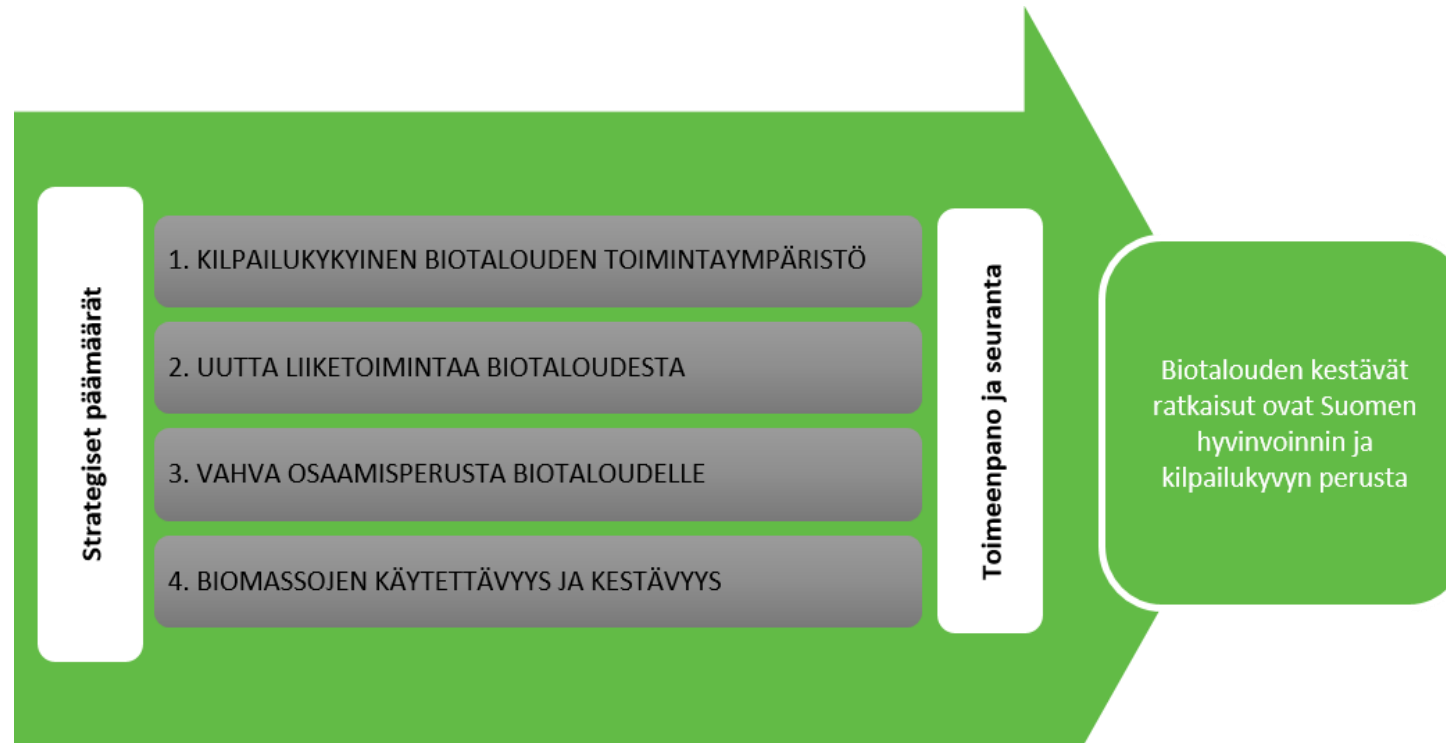 Strategiset päämäärät
1. KILPAILUKYKYINEN BIOTALOUDEN TOIMINTAYMPÄRISTÖ
2. UUTTA LIIKETOIMINTAA BIOTALOUDESTA
3. VAHVA OSAAMISPERUSTA BIOTALOUDELLE
4. BIOMASSOJEN KÄYTETTÄVYYS JA KESTÄVYYS
Toimeenpano ja seuranta
Biotalouden kestävät
ratkaisut ovat Suomen
hyvinvoinnin ja
kilpailukyvyn perusta